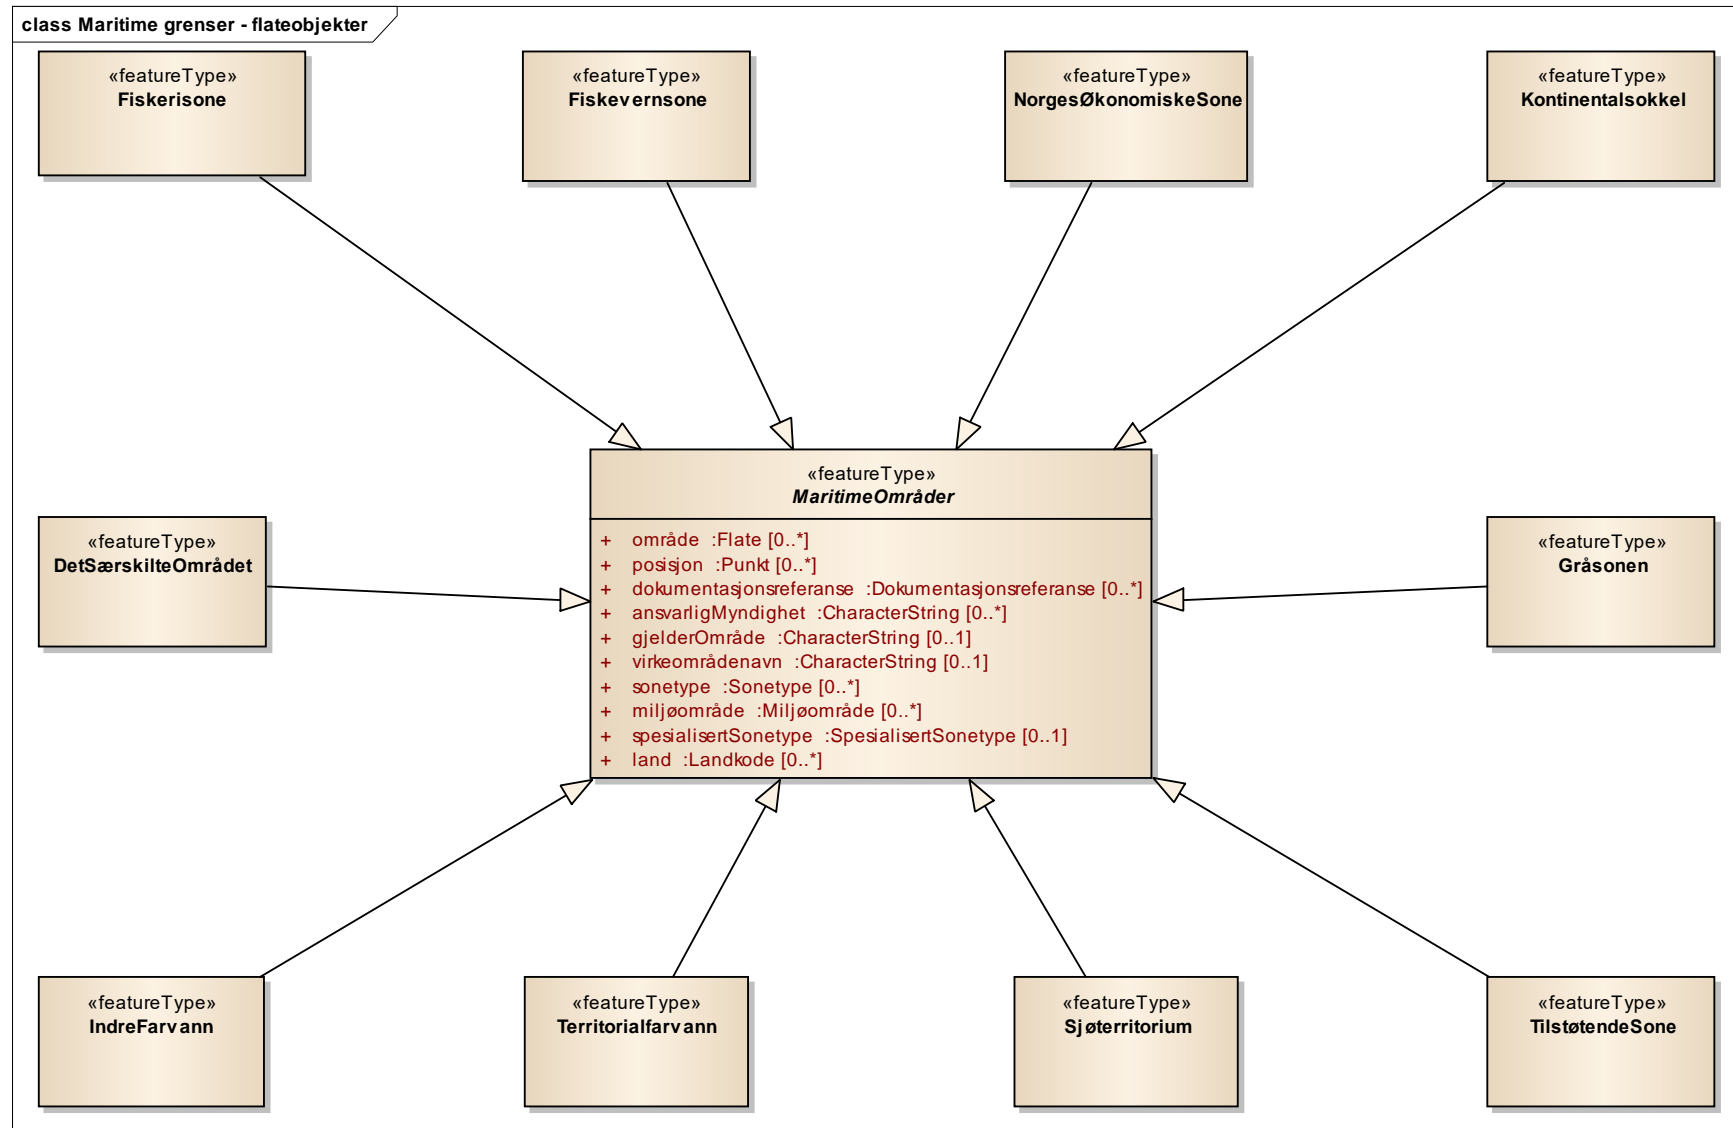 class Maritime grenser - flateobjekter
«featureType»
Fiskerisone
«featureType»
Fiskevernsone
«featureType»
NorgesØkonomiskeSone
«featureType»
Kontinentalsokkel
«featureType»
MaritimeOmråder
+ område :Flate [0..*]
+ posisjon :Punkt [0..*]
+ dokumentasjonsreferanse :Dokumentasjonsreferanse [0..*]
+ ansvarligMyndighet :CharacterString [0..*]
+ gjelderOmråde :CharacterString [0..1]
+ virkeområdenavn :CharacterString [0..1]
+ sonetype :Sonetype [0..*]
+ miljøområde :Miljøområde [0..*]
+ spesialisertSonetype :SpesialisertSonetype [0..1]
+ land :Landkode [0..*]
«featureType»
DetSærskilteOmrådet
«featureType»
Gråsonen
«featureType»
IndreFarvann
«featureType»
Territorialfarvann
«featureType»
Sjøterritorium
«featureType»
TilstøtendeSone